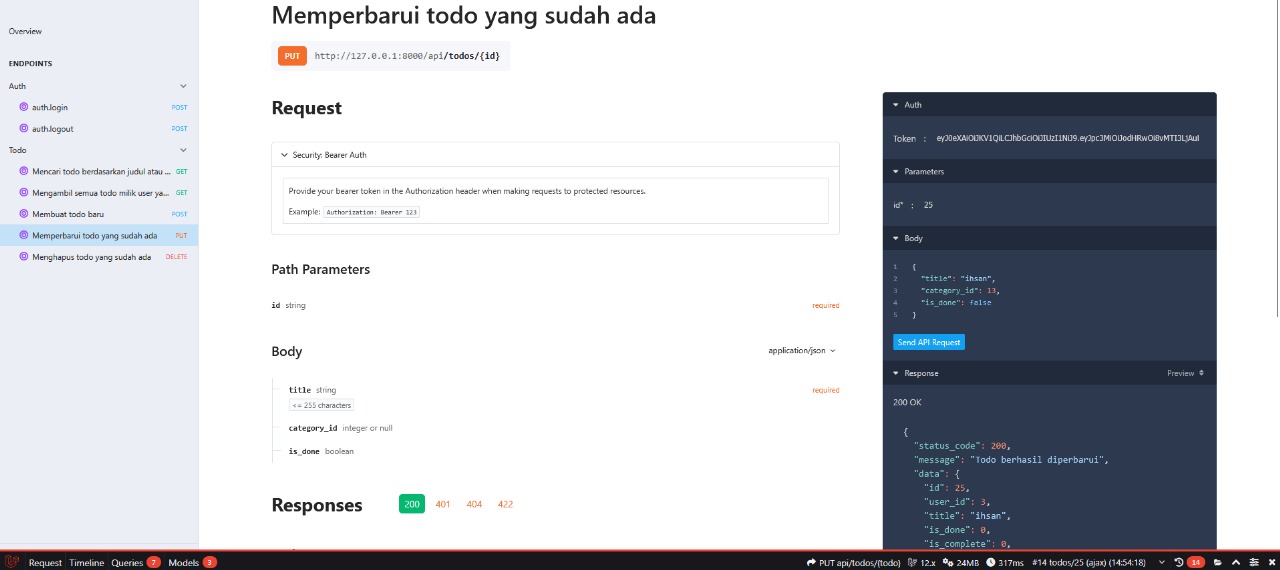 Overview
ENDPOINTS
Auth
auth.login POST
auth.logout POST
Todo
Mencari todo berdasarkan judul atau ... GET
Mengambil semua todo milik user ya... GET
Membuat todo baru POST
Memperbarui todo yang sudah ada PUT
Menghapus todo yang sudah ada DELETE
Memperbarui todo yang sudah ada
PUT http://127.0.0.1:8000/api/todos/{id}
Request
Security: Bearer Auth
Provide your bearer token in the Authorization header when making requests to protected resources.
Example: Authorization: Bearer 123
Path Parameters
id string required
Body application/json
title string required
<= 255 characters
category_id integer or null
is_done boolean
Responses 200 401 404 422
Auth
Token :
Parameters
id* : 25
Body
1 {
2 "title": "ihsan",
3 "category_id": 13,
4 "is_done": false
5 }
Send API Request
Response Preview
200 OK
{
"status_code": 200,
"message": "Todo berhasil diperbarui",
"data": {
"id": 25,
"user_id": 3,
"title": "ihsan",
"is_done": 0,
"is_complete": 0,
Request Timeline Queries 7 Models 3 PUT api/todos/{todo} 12.x 24MB 317ms #14 todos/25 (ajax) (14:54:18) 14